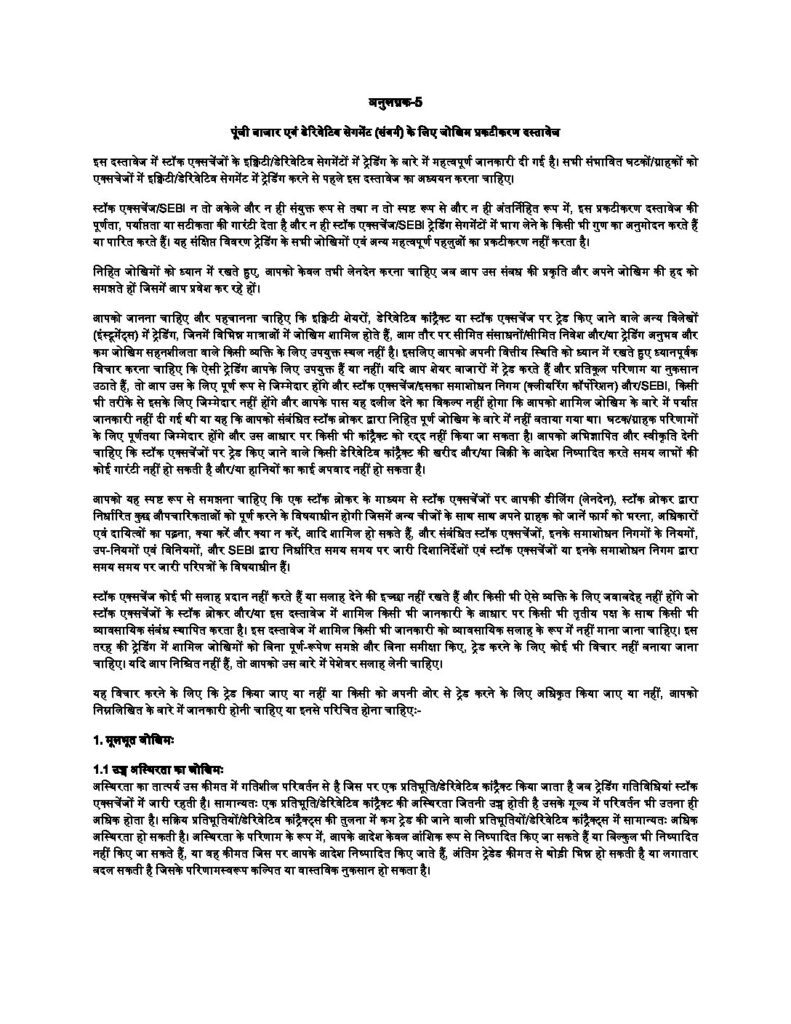 अनुलग्नक-5
पूंजी बाजार एवं डेरिवेटिव सेगमेंट (संवर्ग) के लिए जोखिम प्रकटीकरण दस्तावेज
इस दस्तावेज में स्टॉक एक्सचेंजों के इक्विटी/डेरिवेटिव सेगमेंटों में ट्रेडिंग के बारे में महत्वपूर्ण जानकारी दी गई है। सभी संभावित घटकों/ग्राहकों को
एक्सचेंजों में इक्विटी/डेरिवेटिव सेगमेंट में ट्रेडिंग करने से पहले इस दस्तावेज का अध्ययन करना चाहिए।
स्टॉक एक्सचेंज/SEBI न तो अकेले और न ही संयुक्त रूप से तथा न तो स्पष्ट रूप से और न ही अंतर्निहित रूप में, इस प्रकटीकरण दस्तावेज की
पूर्णता, पर्याप्तता या सटीकता की गारंटी देता है और न ही स्टॉक एक्सचेंज/SEBI ट्रेडिंग सेगमेंटों में भाग लेने के किसी भी गुण का अनुमोदन करते हैं
या पारित करते हैं। यह संक्षिप्त विवरण ट्रेडिंग के सभी जोखिमों एवं अन्य महत्वपूर्ण पहलुओं का प्रकटीकरण नहीं करता है।
निहित जोखिमों को ध्यान में रखते हुए, आपको केवल तभी लेनदेन करना चाहिए जब आप उस संबध की प्रकृति और अपने जोखिम की हद को
समझते हों जिसमें आप प्रवेश कर रहे हों।
आपको जानना चाहिए और पहचानना चाहिए कि इक्विटी शेयरों, डेरिवेटिव कांट्रैक्ट या स्टॉक एक्सचेंज पर ट्रेड किए जाने वाले अन्य विलेखों
(इंस्ट्रूमेंट्स) में ट्रेडिंग, जिनमें विभिन्न मात्राओं में जोखिम शामिल होते हैं, आम तौर पर सीमित संसाधनों/सीमित निवेश और/या ट्रेडिंग अनुभव और
कम जोखिम सहनशीलता वाले किसी व्यक्ति के लिए उपयुक्त स्थल नहीं है। इसलिए आपको अपनी वित्तीय स्थिति को ध्यान में रखते हुए ध्यानपूर्वक
विचार करना चाहिए कि ऐसी ट्रेडिंग आपके लिए उपयुक्त हैं या नहीं। यदि आप शेयर बाजारों में ट्रेड करते हैं और प्रतिकूल परिणाम या नुकसान
उठाते हैं, तो आप उस के लिए पूर्ण रूप से जिम्मेदार होंगे और स्टॉक एक्सचेंज/इसका समाशोधन निगम (क्लीयरिंग कॉर्पोरेशन) और/SEBI, किसी
भी तरीके से इसके लिए जिम्मेदार नहीं होंगे और आपके पास यह दलील देने का विकल्प नहीं होगा कि आपको शामिल जोखिम के बारे में पर्याप्त
जानकारी नहीं दी गई थी या यह कि आपको संबंधित स्टॉक ब्रोकर द्वारा निहित पूर्ण जोखिम के बारे में नहीं बताया गया था। घटक/ग्राहक परिणामों
के लिए पूर्णतया जिम्मेदार होंगे और उस आधार पर किसी भी कांट्रैक्ट को रद्द नहीं किया जा सकता है। आपको अभिज्ञापित और स्वीकृति देनी
चाहिए कि स्टॉक एक्सचेंजों पर ट्रेड किए जाने वाले किसी डेरिवेटिव कांट्रैक्ट की खरीद और/या बिक्री के आदेश निष्पादित करते समय लाभों की
कोई गारंटी नहीं हो सकती है और/या हानियों का काई अपवाद नहीं हो सकता है।
आपको यह स्पष्ट रूप से समझना चाहिए कि एक स्टॉक ब्रोकर के माध्यम से स्टॉक एक्सचेंजों पर आपकी डीलिंग (लेनदेन), स्टॉक ब्रोकर द्वारा
निर्धारित कुछ औपचारिकताओं को पूर्ण करने के विषयाधीन होगी जिसमें अन्य चीजों के साथ साथ अपने ग्राहक को जानें फार्म को भरना, अधिकारों
एवं दायित्वों का पढ़ना, क्या करें और क्या न करें, आदि शामिल हो सकते हैं, और संबंधित स्टॉक एक्सचेंजों, इनके समाशोधन निगमों के नियमों,
उप-नियमों एवं विनियमों, और SEBI द्वारा निर्धारित समय समय पर जारी दिशानिर्देशों एवं स्टॉक एक्सचेंजों या इनके समाशोधन निगम द्वारा
समय समय पर जारी परिपत्रों के विषयाधीन हैं।
स्टॉक एक्सचेंज कोई भी सलाह प्रदान नहीं करते हैं या सलाह देने की इच्छा नहीं रखते हैं और किसी भी ऐसे व्यक्ति के लिए जवाबदेह नहीं होंगे जो
स्टॉक एक्सचेंजों के स्टॉक ब्रोकर और/या इस दस्तावेज में शामिल किसी भी जानकारी के आधार पर किसी भी तृतीय पक्ष के साथ किसी भी
व्यावसायिक संबंध स्थापित करता है। इस दस्तावेज में शामिल किसी भी जानकारी को व्यावसायिक सलाह के रूप में नहीं माना जाना चाहिए। इस
तरह की ट्रेडिंग में शामिल जोखिमों को बिना पूर्ण-रूपेण समझे और बिना समीक्षा किए, ट्रेड करने के लिए कोई भी विचार नहीं बनाया जाना
चाहिए। यदि आप निश्चित नहीं हैं, तो आपको उस बारे में पेशेवर सलाह लेनी चाहिए।
यह विचार करने के लिए कि ट्रेड किया जाए या नहीं या किसी को अपनी ओर से ट्रेड करने के लिए अधिकृत किया जाए या नहीं, आपको
निम्नलिखित के बारे में जानकारी होनी चाहिए या इनसे परिचित होना चाहिए:-
1. मूलभूत जोखिम:
1.1 उच्च अस्थिरता का जोखिम:
अस्थिरता का तात्पर्य उस कीमत में गतिशील परिवर्तन से है जिस पर एक प्रतिभूति/डेरिवेटिव कांट्रैक्ट किया जाता है जब ट्रेडिंग गतिविधियां स्टॉक
एक्सचेंजों में जारी रहती है। सामान्यतः एक प्रतिभूति/डेरिवेटिव कांट्रैक्ट की अस्थिरता जितनी उच्च होती है उसके मूल्य में परिवर्तन भी उतना ही
अधिक होता है। सक्रिय प्रतिभूतियों/डेरिवेटिव कांट्रैक्ट्स की तुलना में कम ट्रेड की जाने वाली प्रतिभूतियों/डेरिवेटिव कांट्रैक्ट्स में सामान्यतः अधिक
अस्थिरता हो सकती है। अस्थिरता के परिणाम के रूप में, आपके आदेश केवल आंशिक रूप से निष्पादित किए जा सकते हैं या बिल्कुल भी निष्पादित
नहीं किए जा सकते हैं, या वह कीमत जिस पर आपके आदेश निष्पादित किए जाते हैं, अंतिम ट्रेडेड कीमत से थोड़ी भिन्न हो सकती है या लगातार
बदल सकती है जिसके परिणामस्वरूप कल्पित या वास्तविक नुकसान हो सकता है।